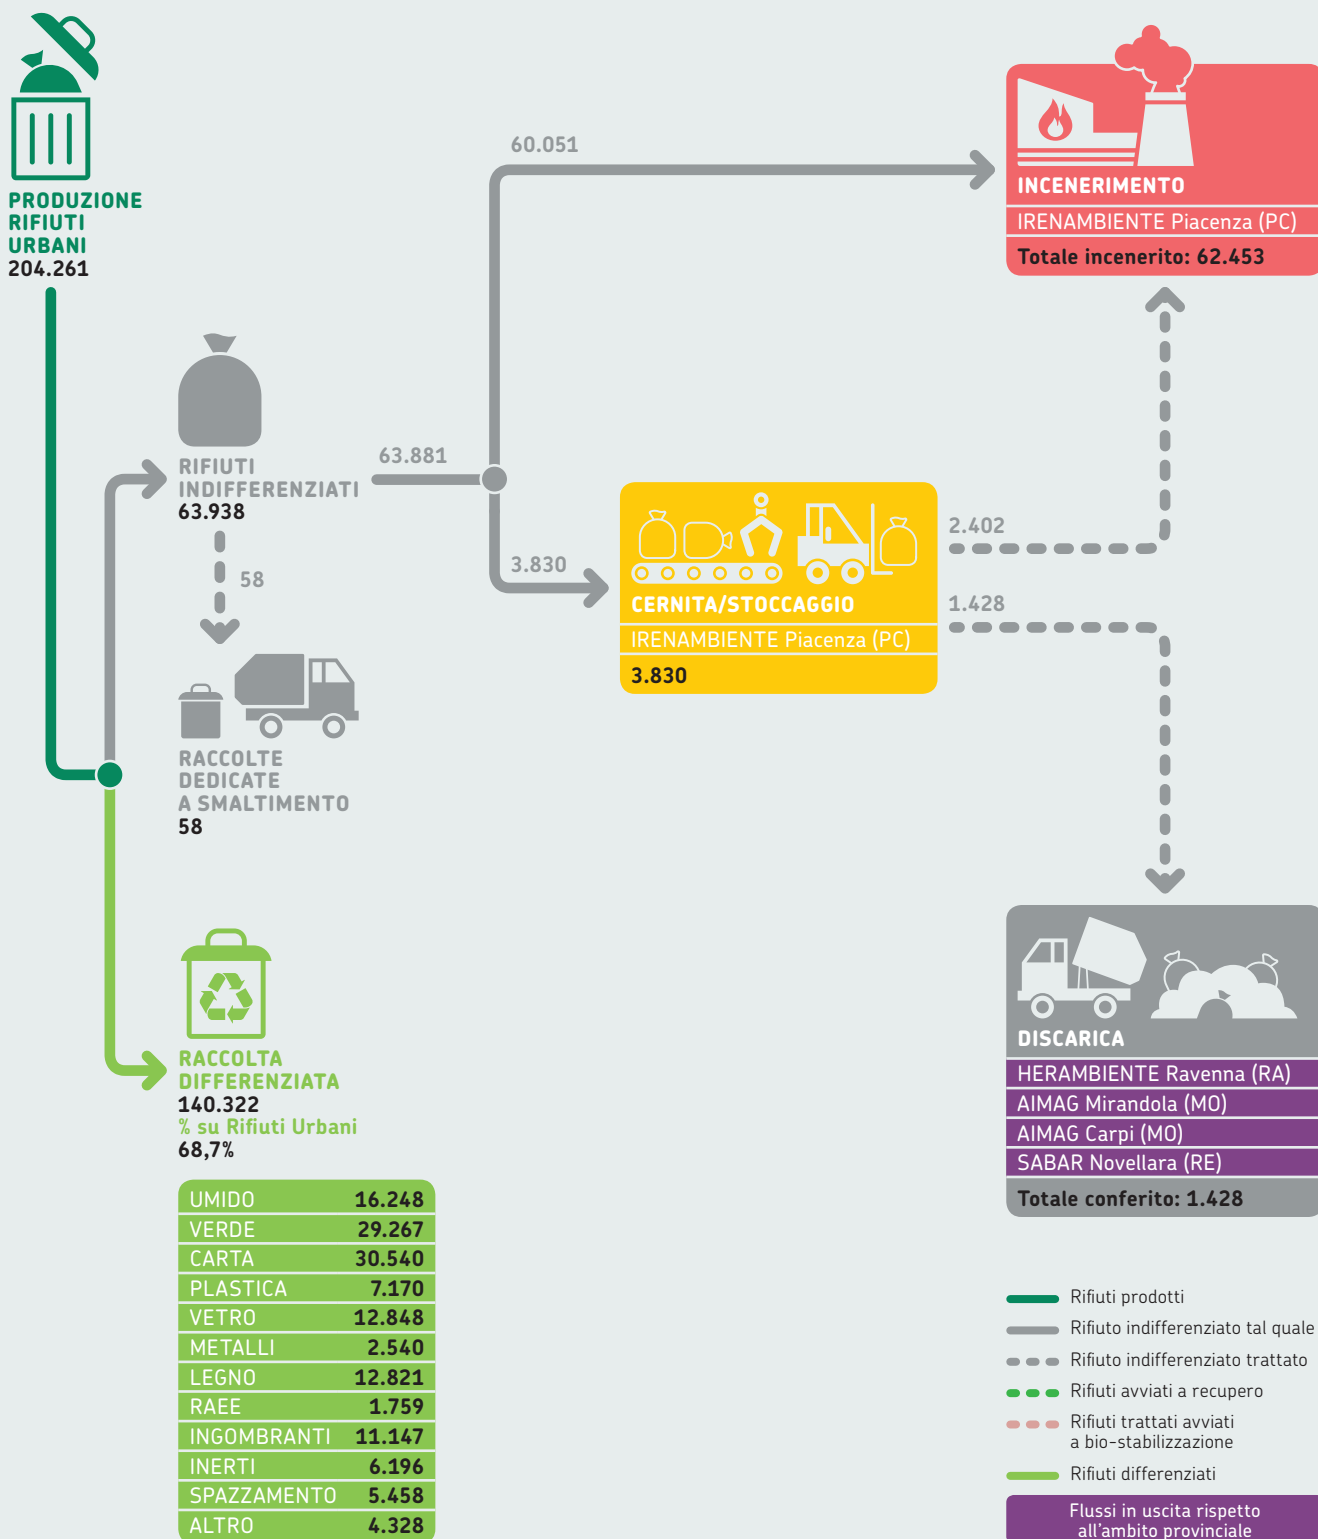 PRODUZIONE
RIFIUTI
URBANI
204.261
60.051
INCENERIMENTO
IRENAMBIENTE Piacenza (PC)
Totale incenerito: 62.453
RIFIUTI
INDIFFERENZIATI
63.938
63.881
58
3.830
CERNITA/STOCCAGGIO
IRENAMBIENTE Piacenza (PC)
3.830
2.402
1.428
RACCOLTE
DEDICATE
A SMALTIMENTO
58
RACCOLTA
DIFFERENZIATA
140.322
% su Rifiuti Urbani
68,7%
UMIDO 16.248
VERDE 29.267
CARTA 30.540
PLASTICA 7.170
VETRO 12.848
METALLI 2.540
LEGNO 12.821
RAEE 1.759
INGOMBRANTI 11.147
INERTI 6.196
SPAZZAMENTO 5.458
ALTRO 4.328
DISCARICA
HERAMBIENTE Ravenna (RA)
AIMAG Mirandola (MO)
AIMAG Carpi (MO)
SABAR Novellara (RE)
Totale conferito: 1.428
Rifiuti prodotti
Rifiuto indifferenziato tal quale
Rifiuto indifferenziato trattato
Rifiuti avviati a recupero
Rifiuti trattati avviati
a bio-stabilizzazione
Rifiuti differenziati
Flussi in uscita rispetto
all'ambito provinciale